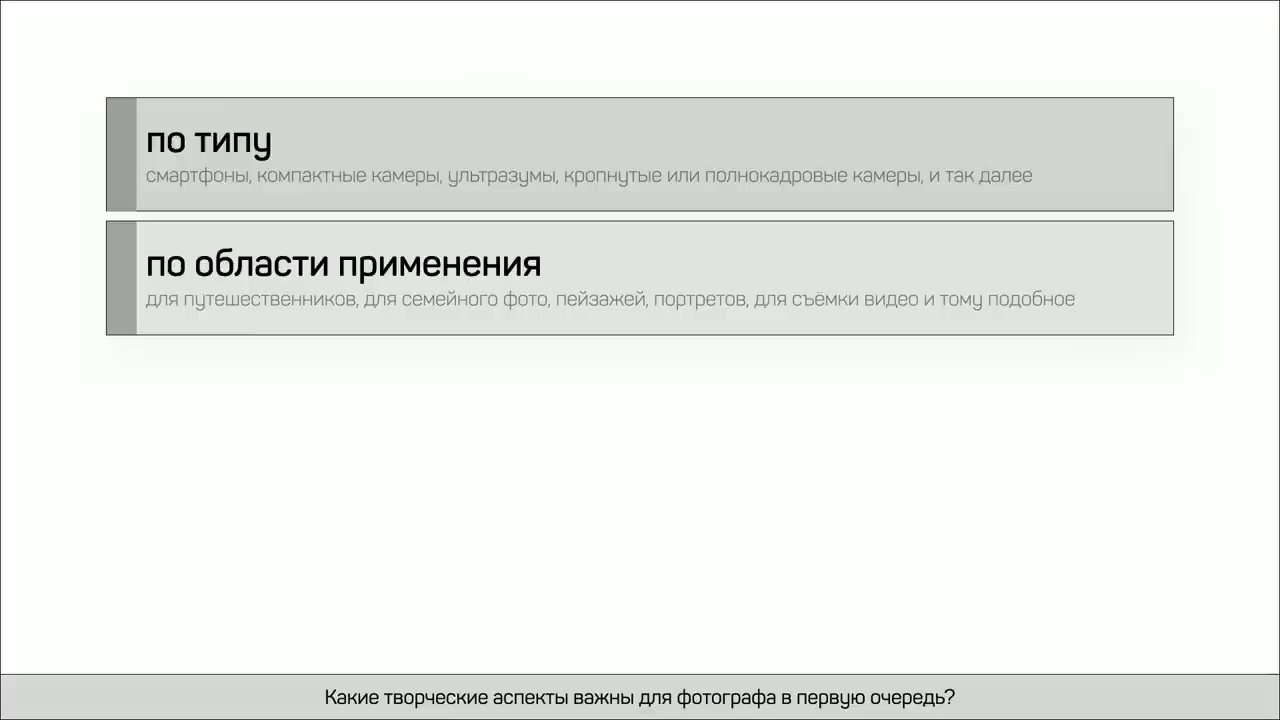 по типу
смартфоны, компактные камеры, ультразумы, кропнутые или полнокадровые камеры, и так далее
по области применения
для путешественников, для семейного фото, пейзажей, портретов, для съёмки видео и тому подобное
Какие творческие аспекты важны для фотографа в первую очередь?